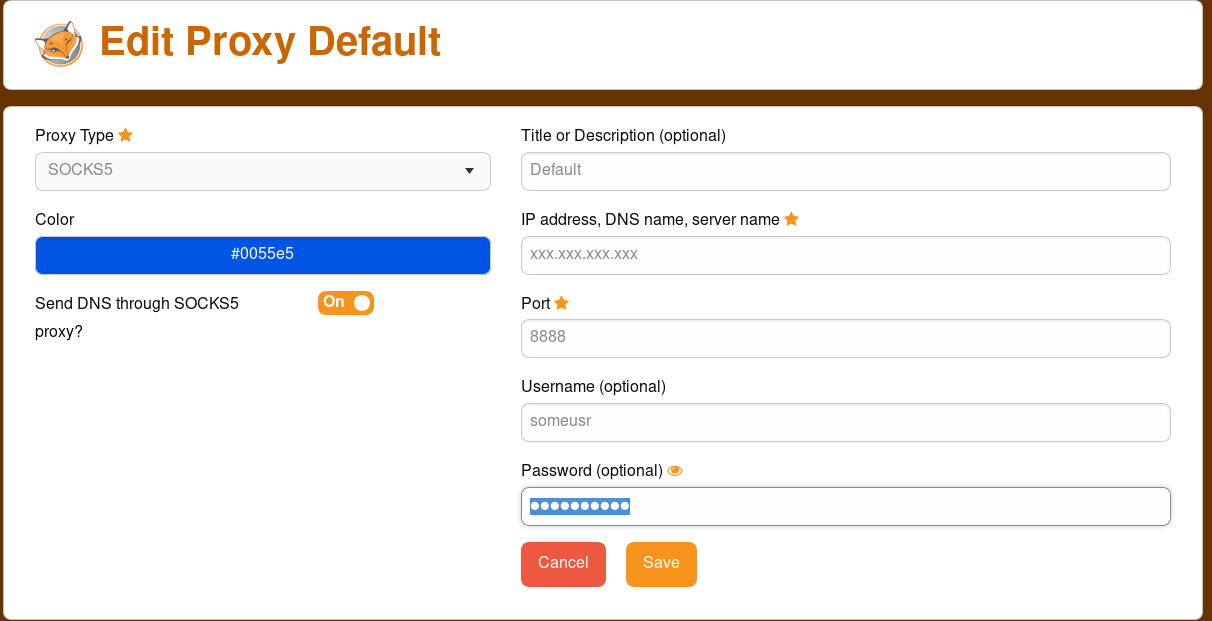 Edit Proxy Default
Proxy Type
SOCKS5
Color
#0055e5
Send DNS through SOCKS5
proxy?
On
Title or Description (optional)
Default
IP address, DNS name, server name
xxx.xxx.xxx.xxx
Port
8888
Username (optional)
someusr
Password (optional)
●●●●●●●●●●
Cancel
Save